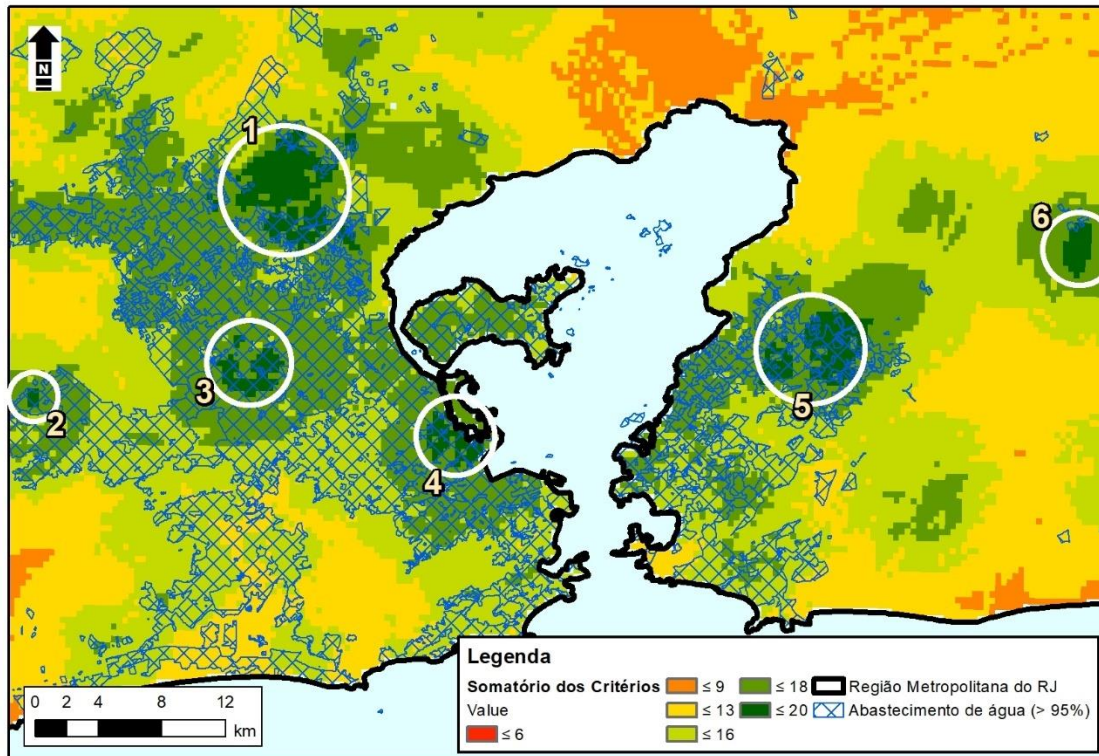 N
1
6
3
2
5
4
Legenda
Somatório dos Critérios
Value
≤ 6
≤ 9
≤ 13
≤ 16
≤ 18
≤ 20
Região Metropolitana do RJ
Abastecimento de água (> 95%)
0 2 4 8 12
km